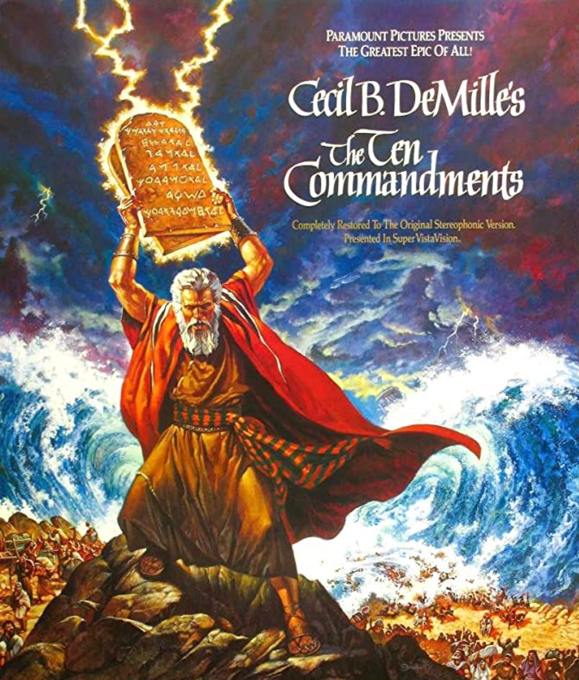 PARAMOUNT PICTURES PRESENTS
THE GREATEST EPIC OF ALL!
Cecil B. DeMille's
The Ten
Commandments
Completely Restored To The Original Stereophonic Version.
Presented In Super VistaVision.